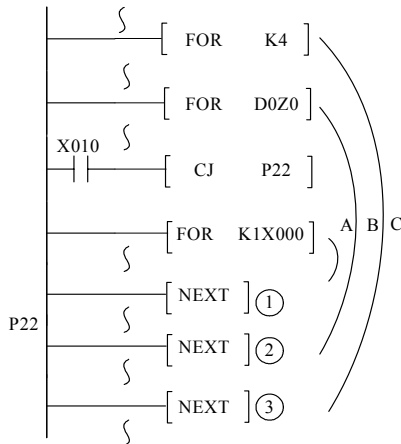 FOR K4
FOR D0Z0
X010
CJ P22
FOR K1X000
A B C
NEXT ①
P22
NEXT ②
NEXT ③